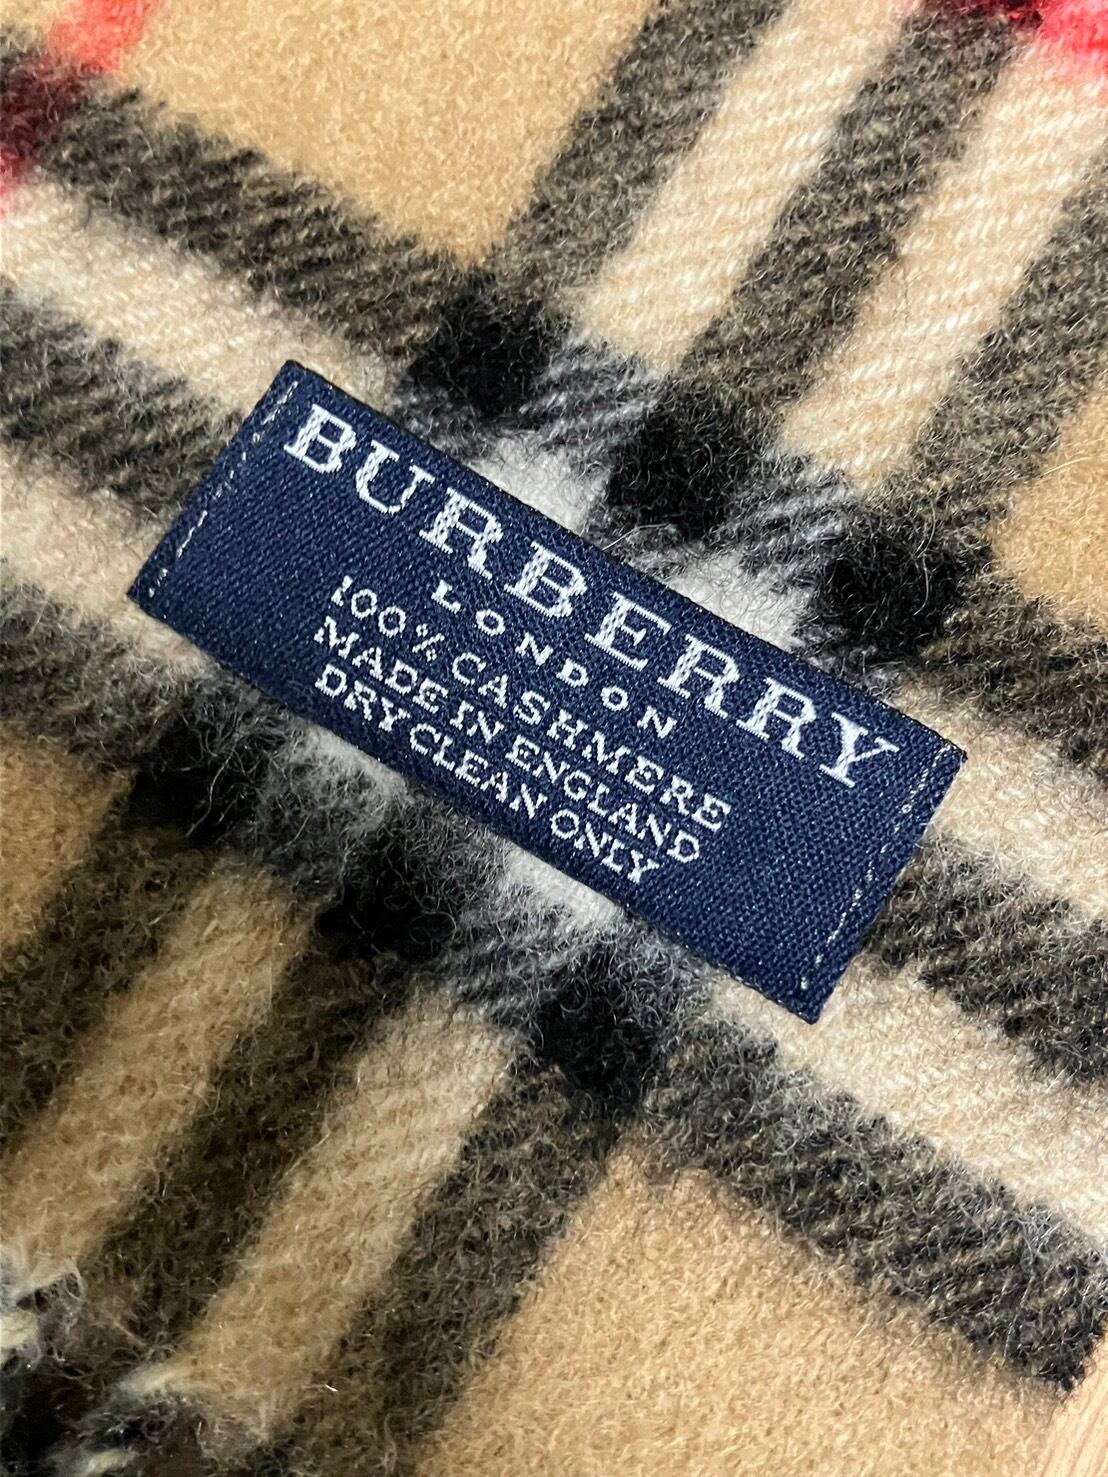 BURBERRY
LONDON
100% CASHMERE
MADE IN ENGLAND
DRY CLEAN ONLY